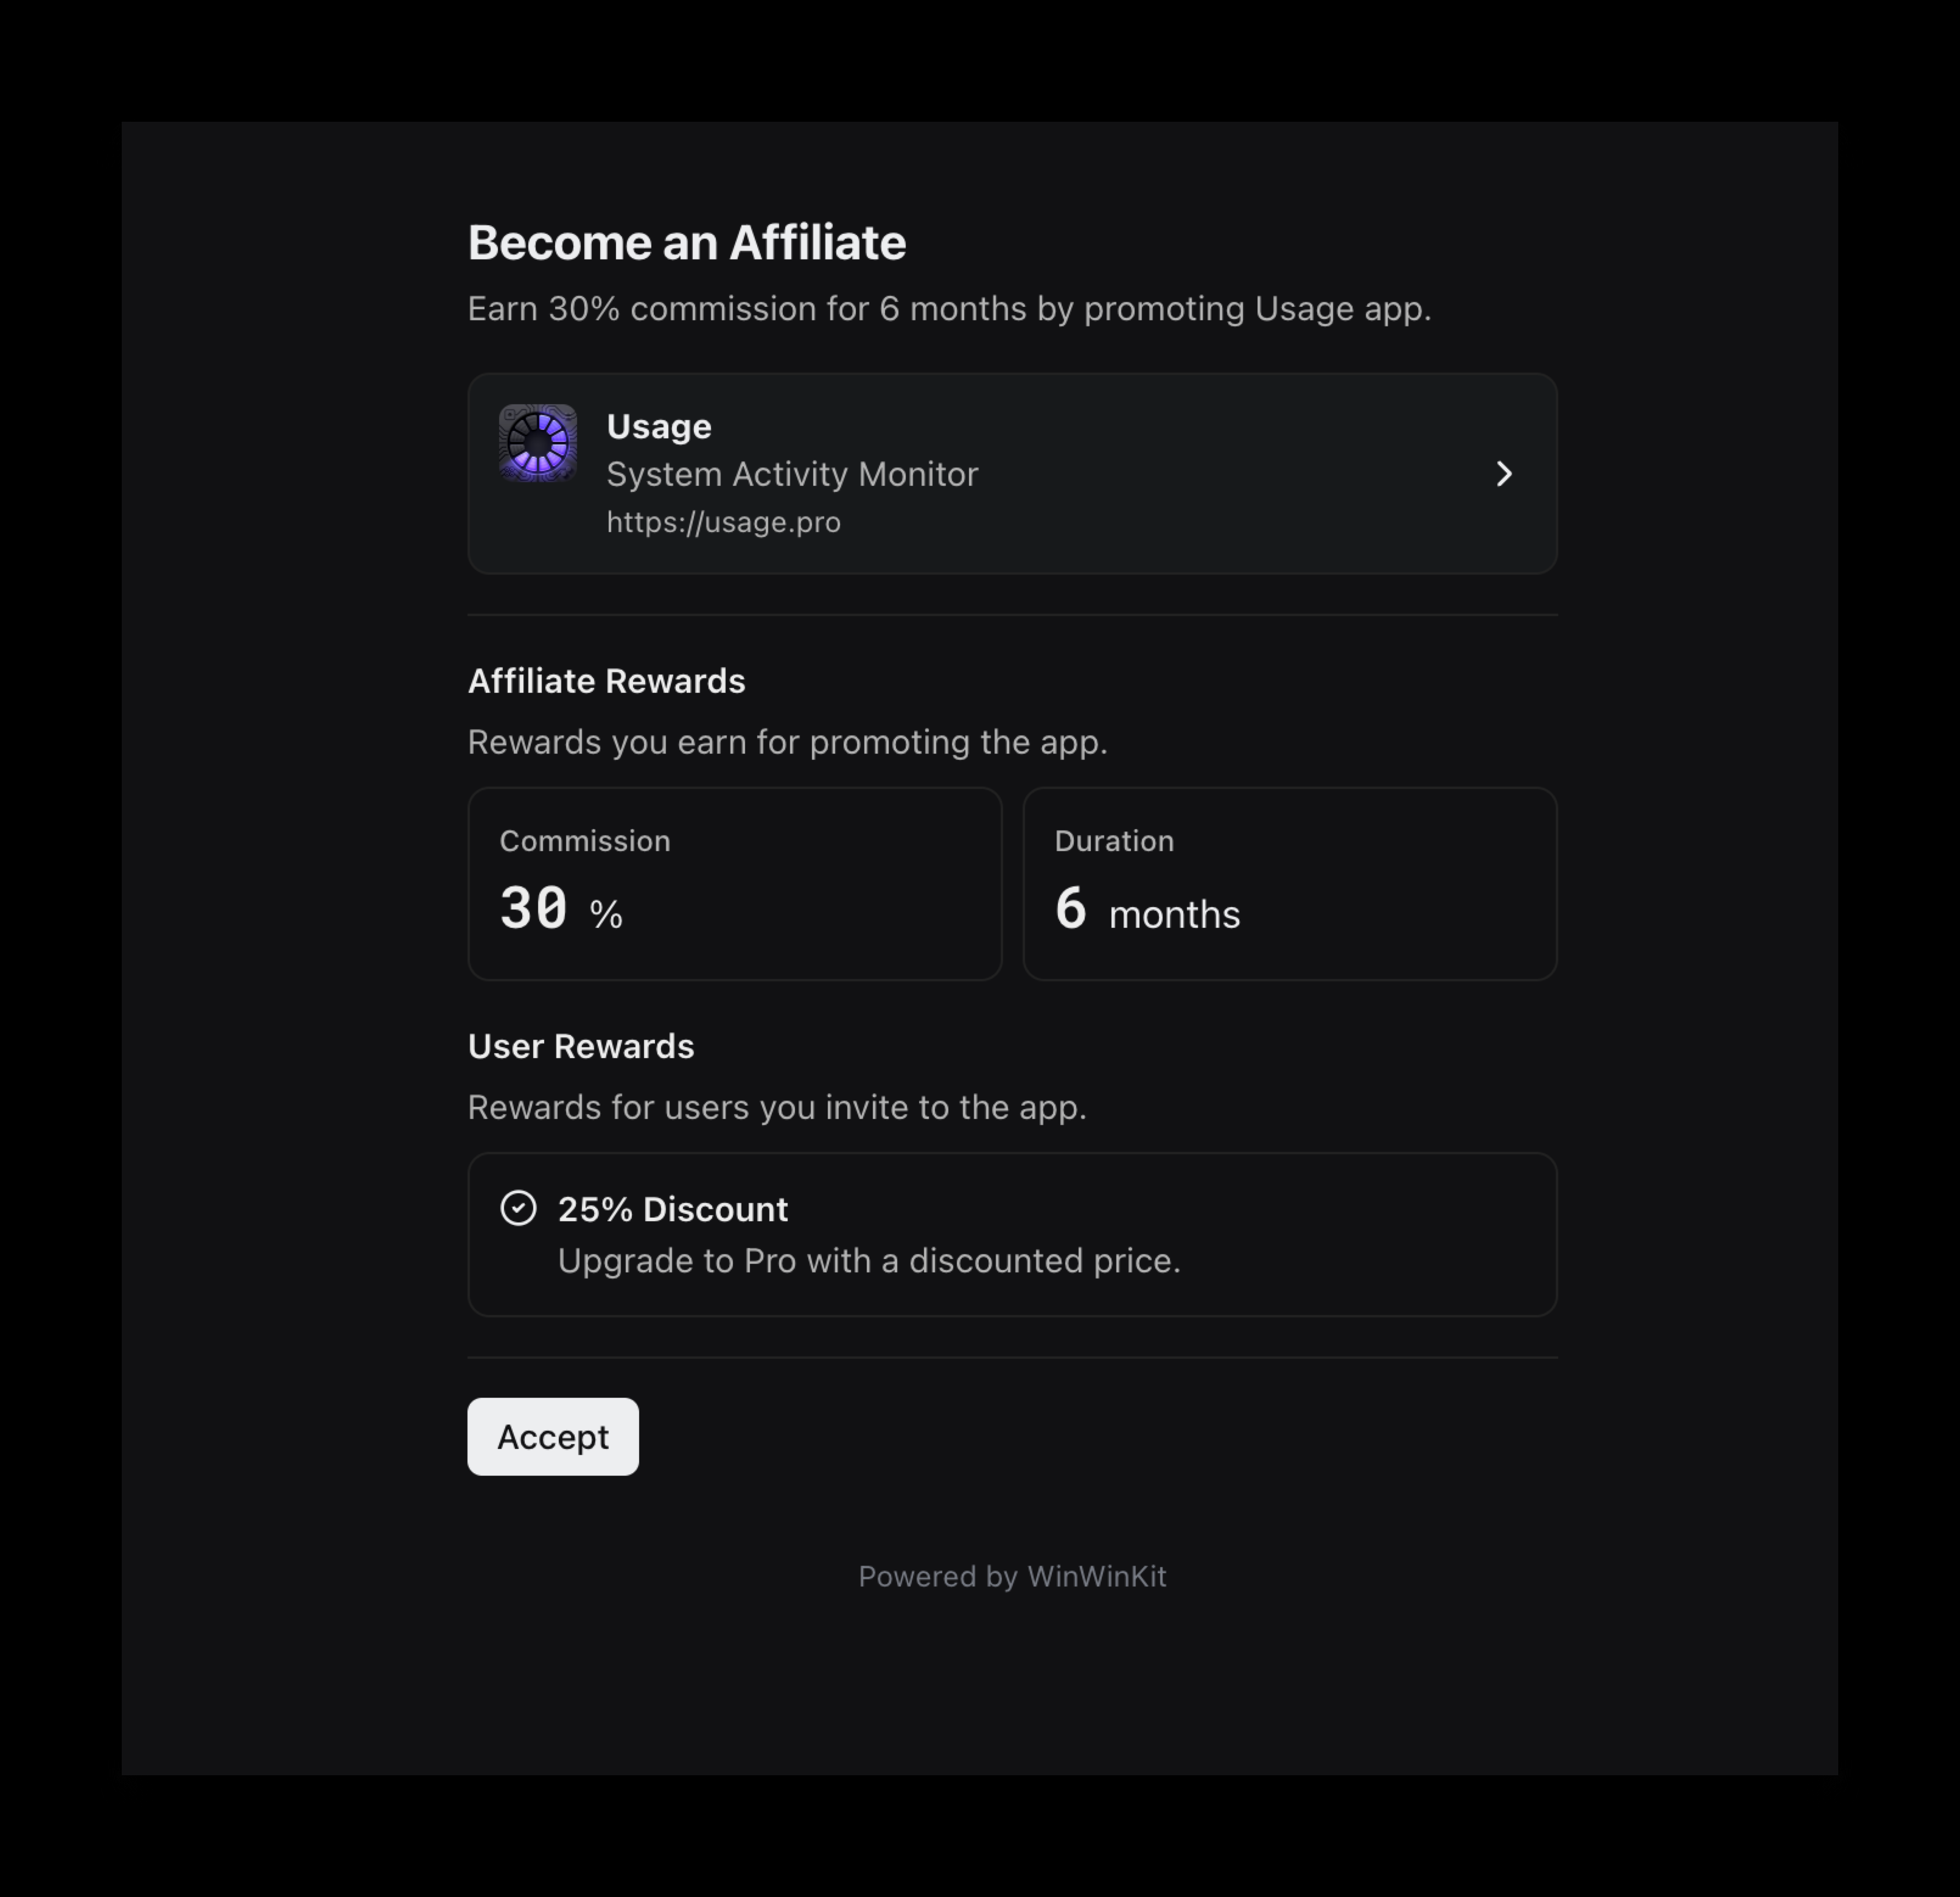 Become an Affiliate
Earn 30% commission for 6 months by promoting Usage app.
Usage
System Activity Monitor
https://usage.pro
Affiliate Rewards
Rewards you earn for promoting the app.
Commission
30 %
Duration
6 months
User Rewards
Rewards for users you invite to the app.
25% Discount
Upgrade to Pro with a discounted price.
Accept
Powered by WinWinKit